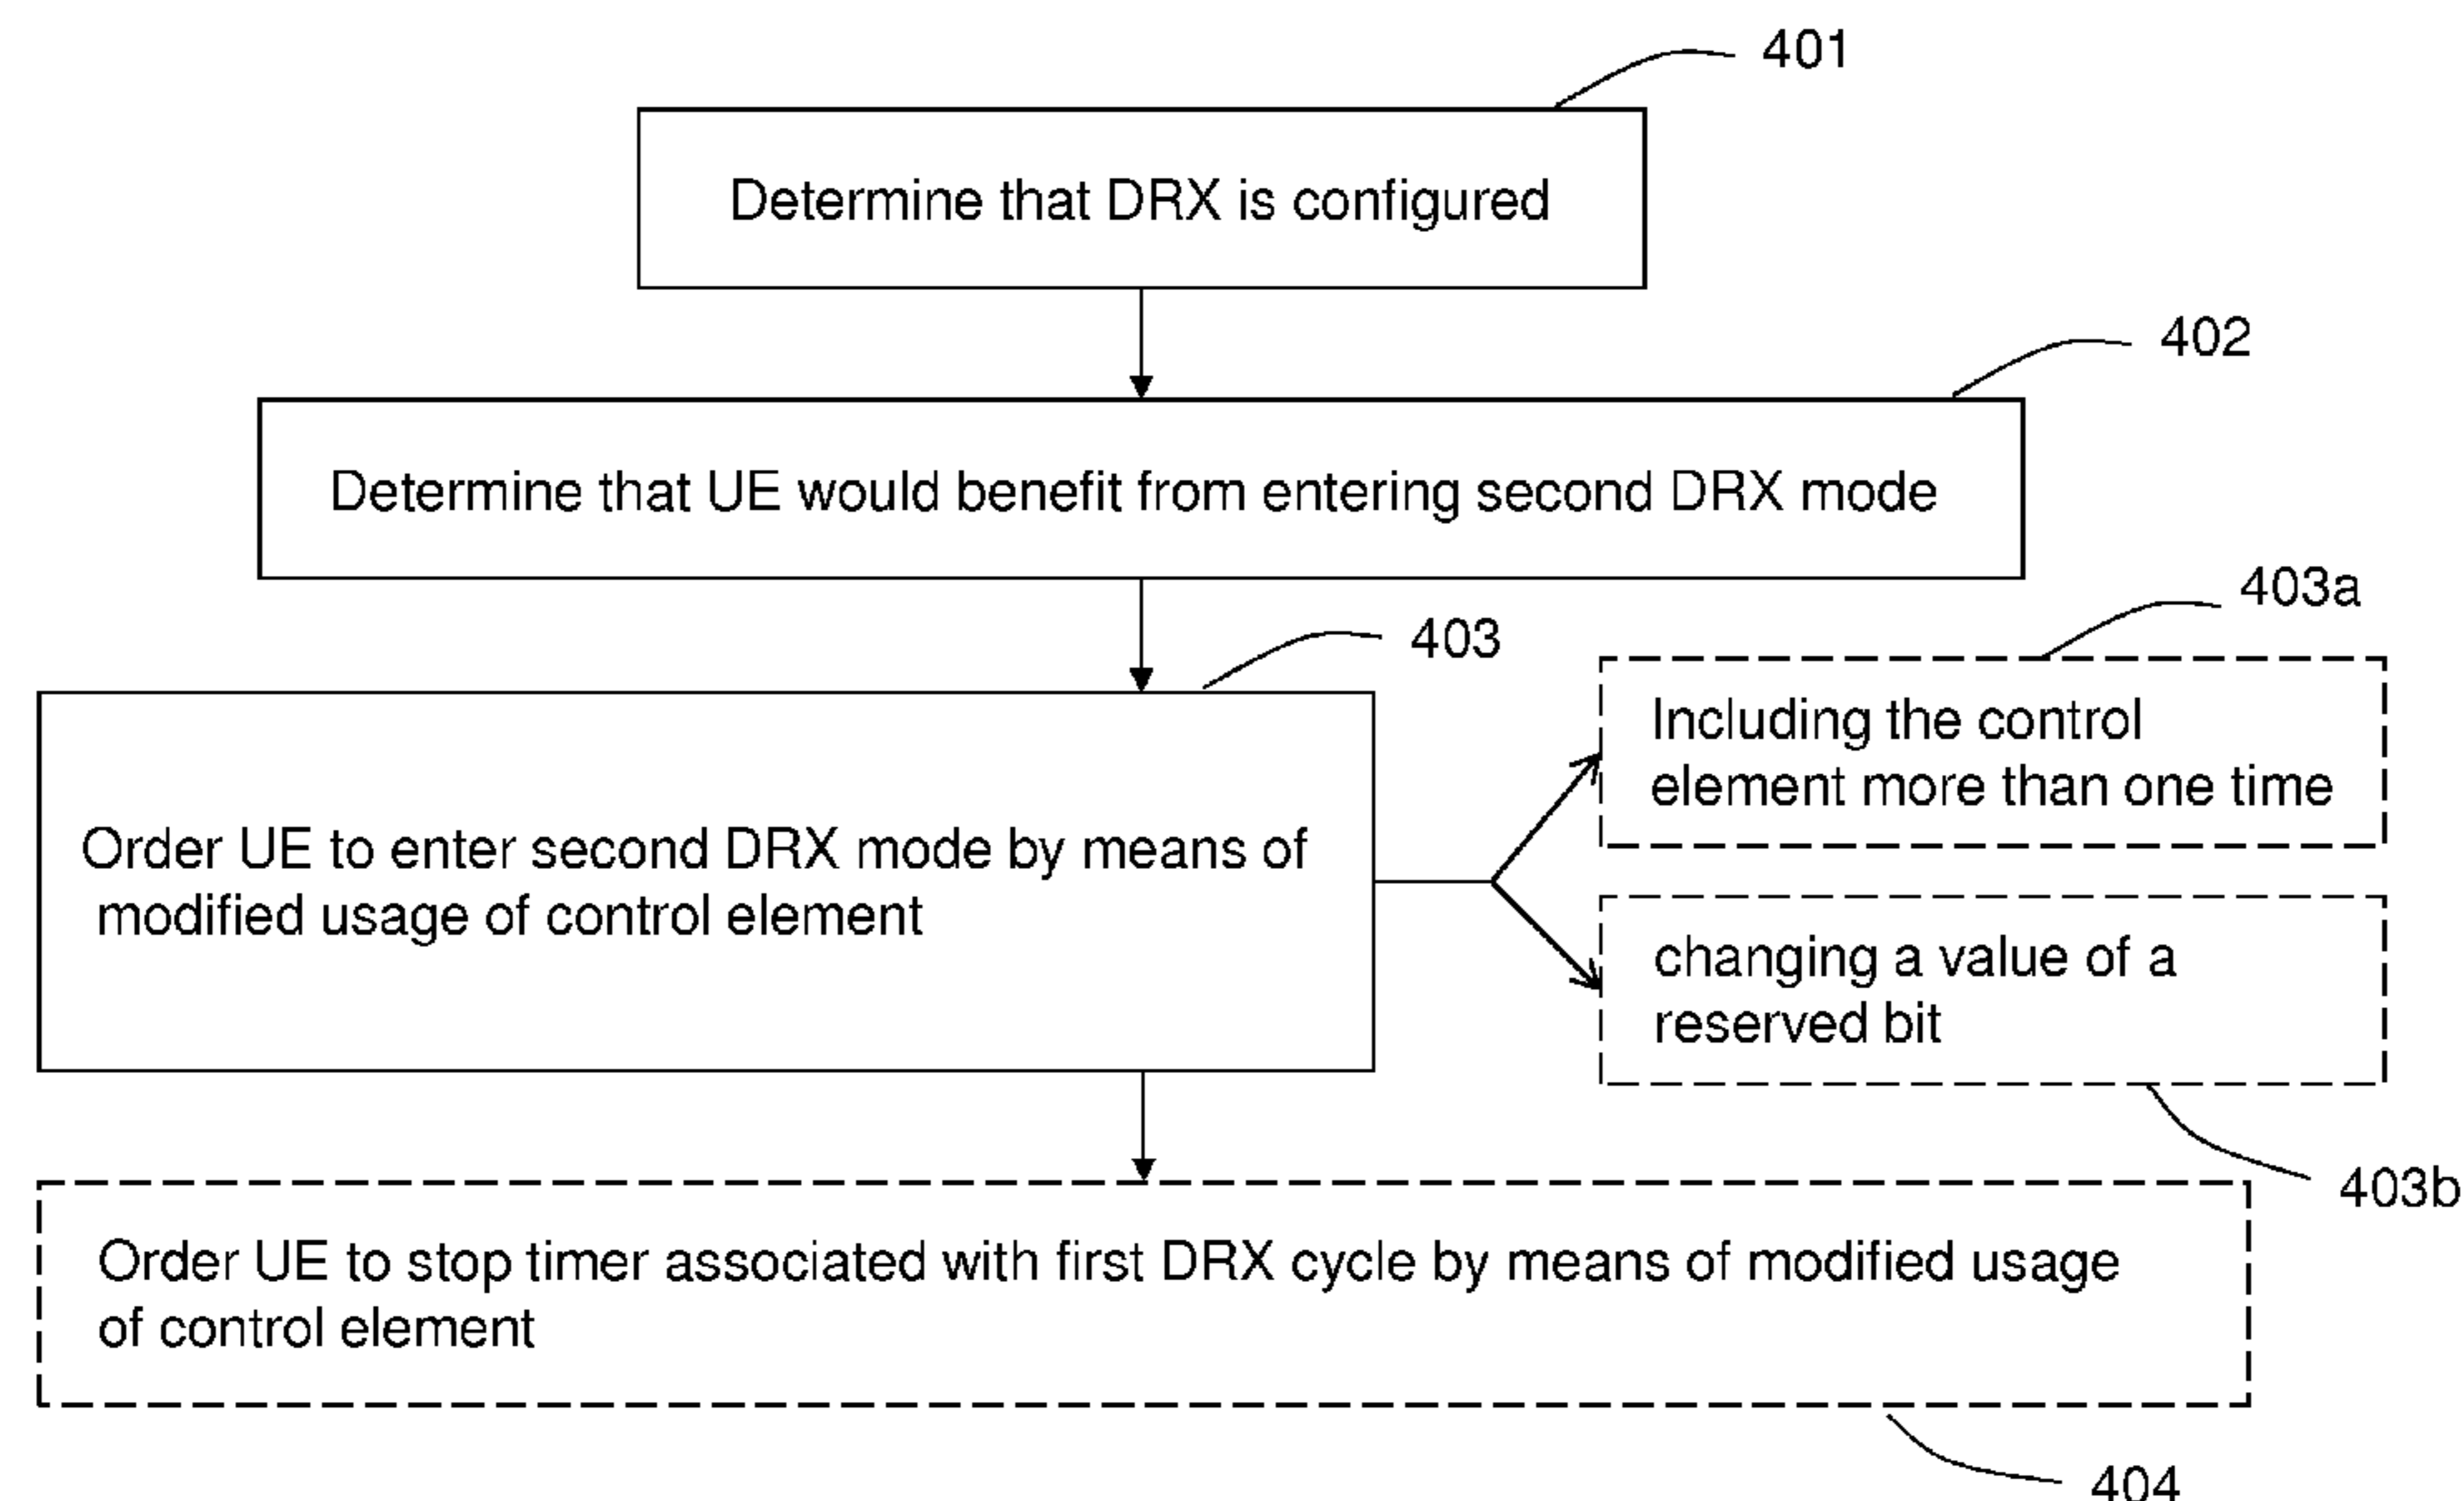 401
Determine that DRX is configured
402
Determine that UE would benefit from entering second DRX mode
403
403a
Including the control
element more than one time
Order UE to enter second DRX mode by means of
modified usage of control element
changing a value of a
reserved bit
403b
Order UE to stop timer associated with first DRX cycle by means of modified usage
of control element
404